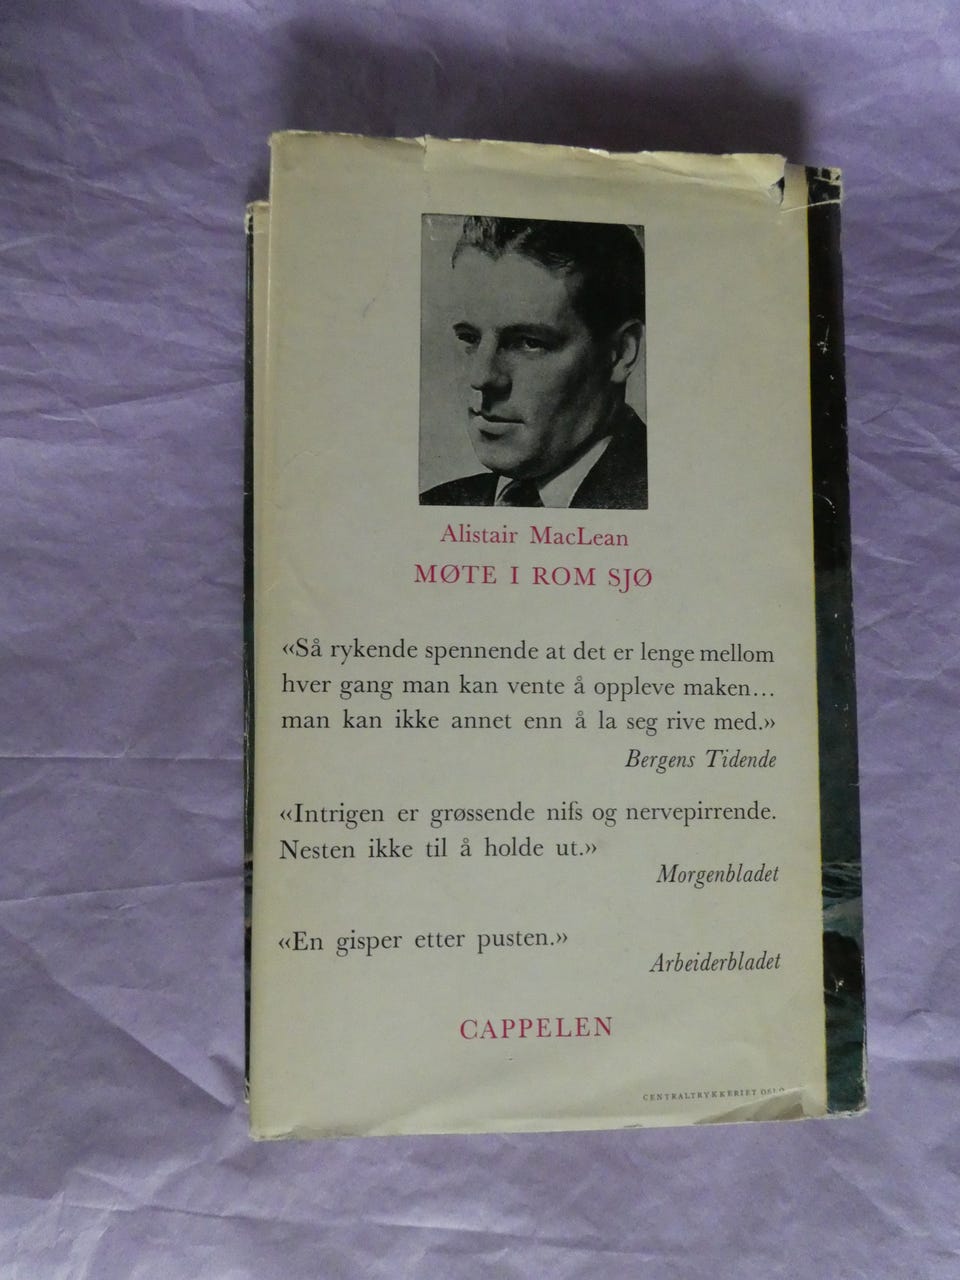 Alistair MacLean
MØTE I ROM SJØ
«Så rykende spennende at det er lenge mellom
hver gang man kan vente å oppleve maken...
man kan ikke annet enn å la seg rive med.»
Bergens Tidende
«Intrigen er grøssende nifs og nervepirrende.
Nesten ikke til å holde ut.»
Morgenbladet
«En gisper etter pusten.»
Arbeiderbladet
CAPPELEN
CENTRALTRYKKERIET OSLO